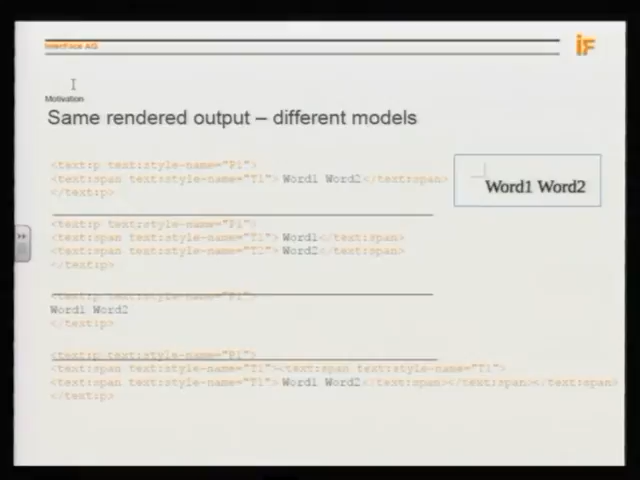 Interface AG
iF
Motivation
Same rendered output – different models
<text:p text:style-name="P1">
<text:span text:style-name="T1"> Word1 Word2</text:span>
</text:p>
Word1 Word2
<text:p text:style-name="P1">
<text:span text:style-name="T1"> Word1</text:span>
<text:span text:style-name="T1"> Word2</text:span>
</text:p>
<text:p text:style-name="P1">
Word1 Word2
</text:p>
<text:p text:style-name="P1">
<text:span text:style-name="T1"><text:span text:style-name="T1">
<text:span text:style-name="T1"> Word1 Word2</text:span></text:span></text:span>
</text:p>